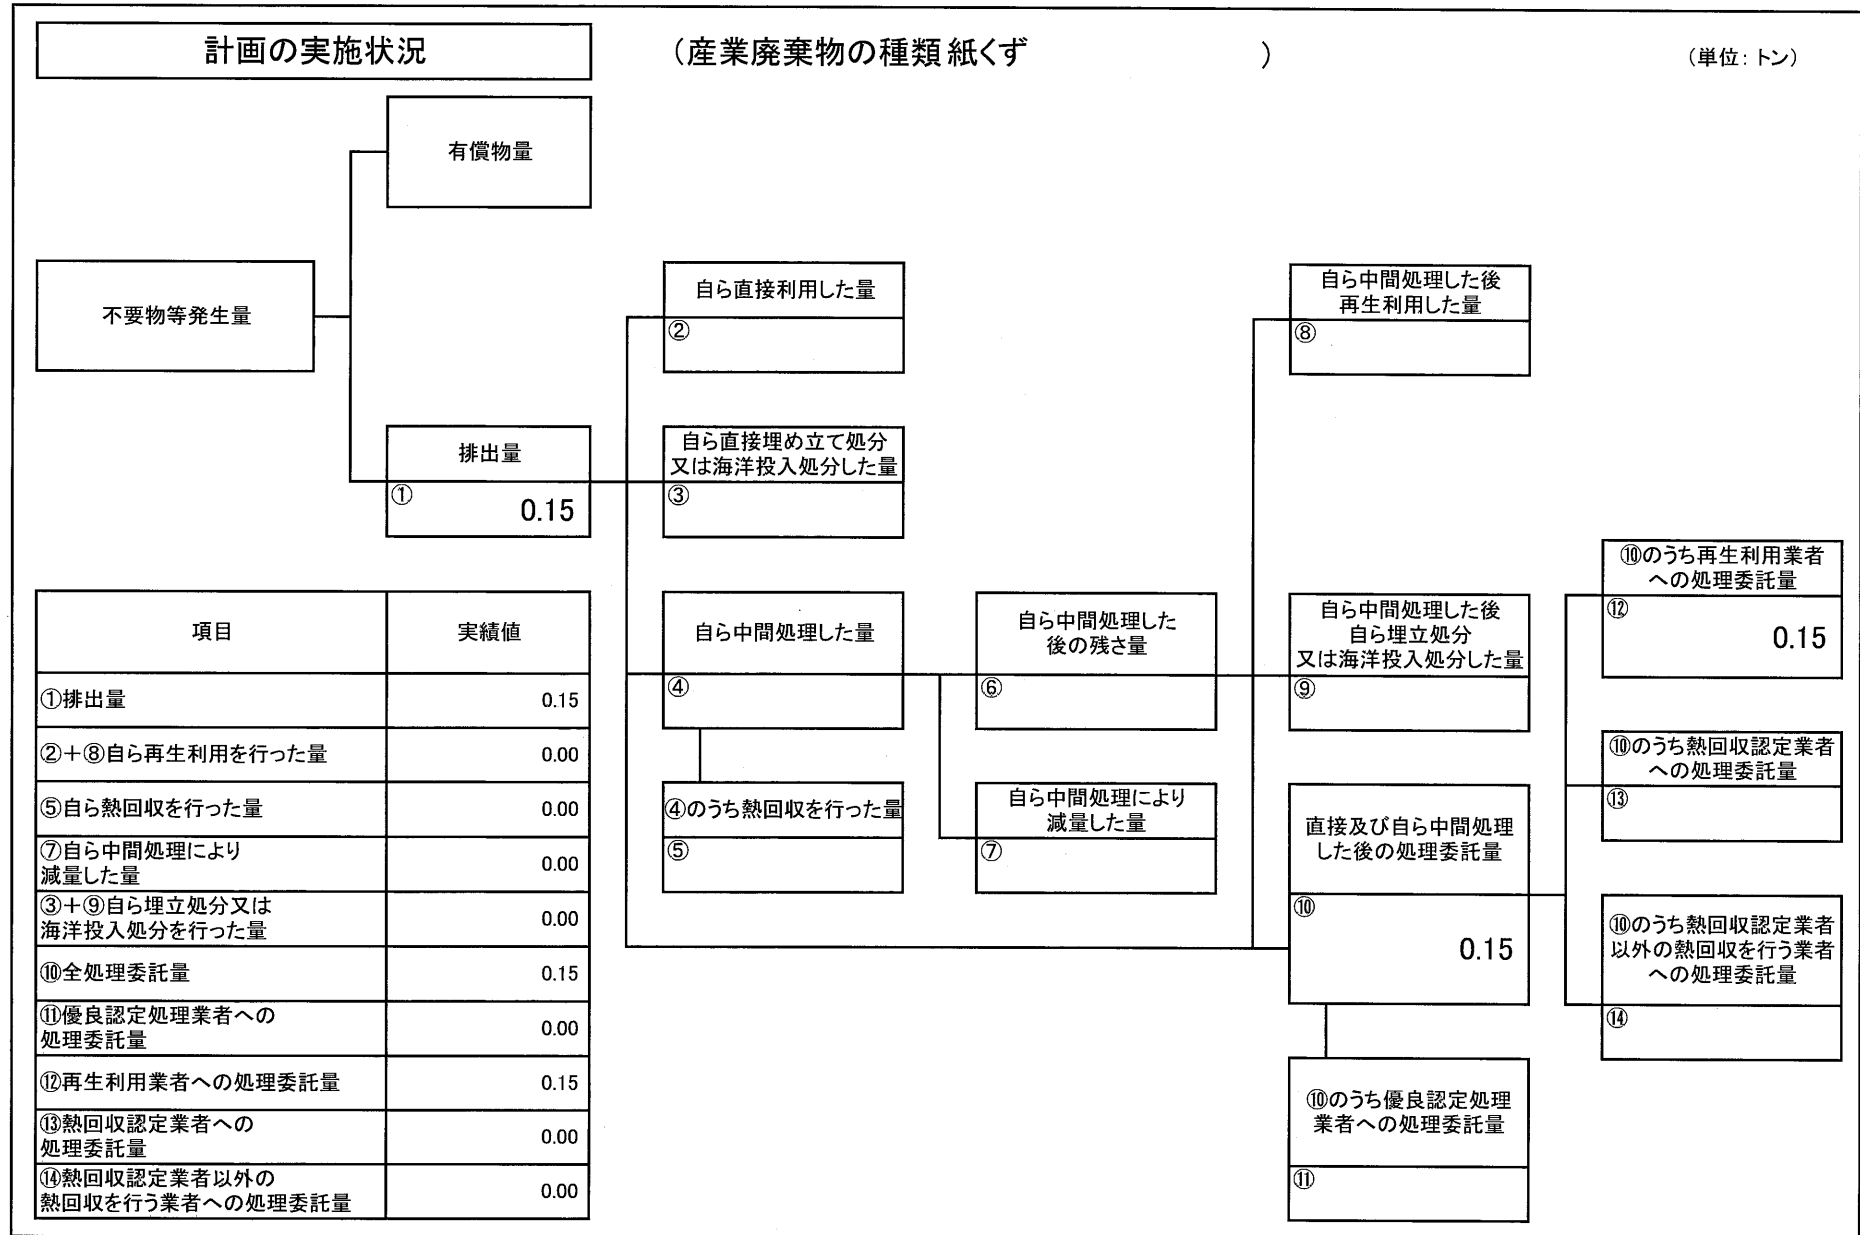 計画の実施状況
（産業廃棄物の種類 紙くず　　　　　　　）
（単位：トン）
有償物量
不要物等発生量
自ら直接利用した量
②
自ら中間処理した後
再生利用した量
⑧
排出量
①
0.15
自ら直接埋め立て処分
又は海洋投入処分した量
③
自ら中間処理した量
④
自ら中間処理した
後の残さ量
⑥
自ら中間処理した後
自ら埋立処分
又は海洋投入処分した量
⑨
⑩のうち再生利用業者
への処理委託量
⑫
0.15
④のうち熱回収を行った量
⑤
自ら中間処理により
減量した量
⑦
直接及び自ら中間処理
した後の処理委託量
⑩
0.15
⑩のうち熱回収認定業者
への処理委託量
⑬
⑩のうち熱回収認定業者
以外の熱回収を行う業者
への処理委託量
⑭
⑩のうち優良認定処理
業者への処理委託量
⑪
項目 実績値
①排出量 0.15
②＋⑧自ら再生利用を行った量 0.00
⑤自ら熱回収を行った量 0.00
⑦自ら中間処理により
減量した量 0.00
③＋⑨自ら埋立処分又は
海洋投入処分を行った量 0.00
⑩全処理委託量 0.15
⑪優良認定処理業者への
処理委託量 0.00
⑫再生利用業者への処理委託量 0.15
⑬熱回収認定業者への
処理委託量 0.00
⑭熱回収認定業者以外の
熱回収を行う業者への処理委託量 0.00